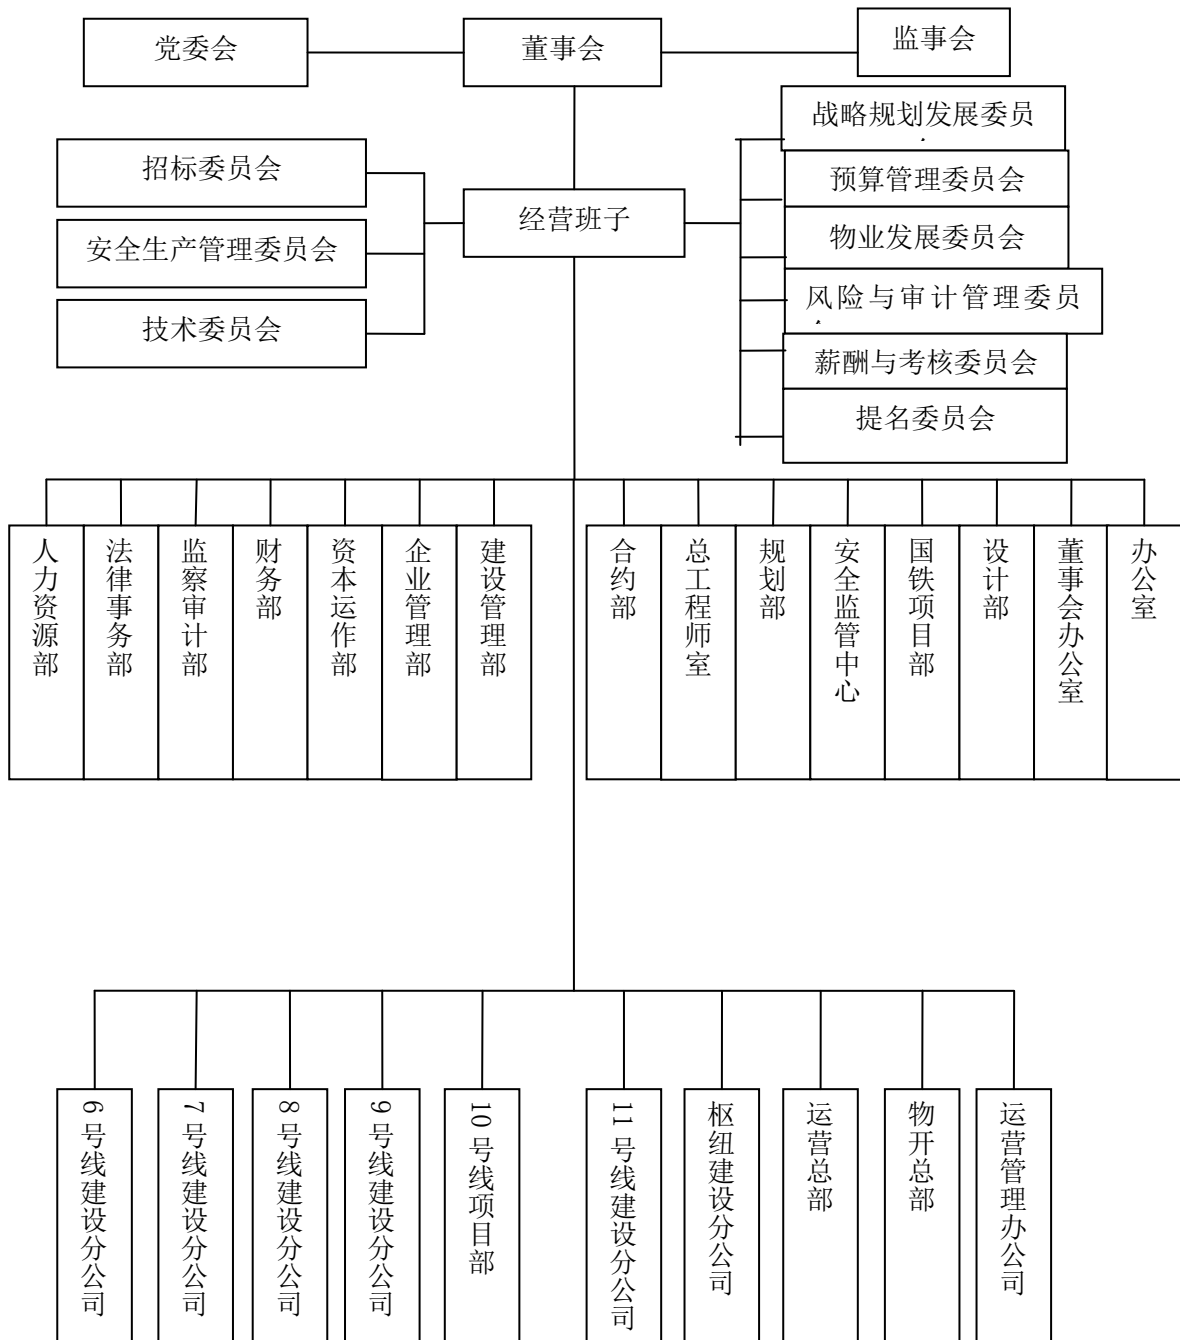 党委会
董事会
监事会
战略规划发展委员
招标委员会
预算管理委员会
经营班子
物业发展委员会
安全生产管理委员会
风险与审计管理委员
技术委员会
薪酬与考核委员会
提名委员会
人力资源部
法律事务部
监察审计部
财务部
资本运作部
企业管理部
建设管理部
合约部
总工程师室
规划部
安全监管中心
国铁项目部
设计部
董事会办公室
办公室
6 号线建设分公司
7 号线建设分公司
8 号线建设分公司
9 号线建设分公司
10 号线项目部
11 号线建设分公司
枢纽建设分公司
运营总部
物开总部
运营管理办公司